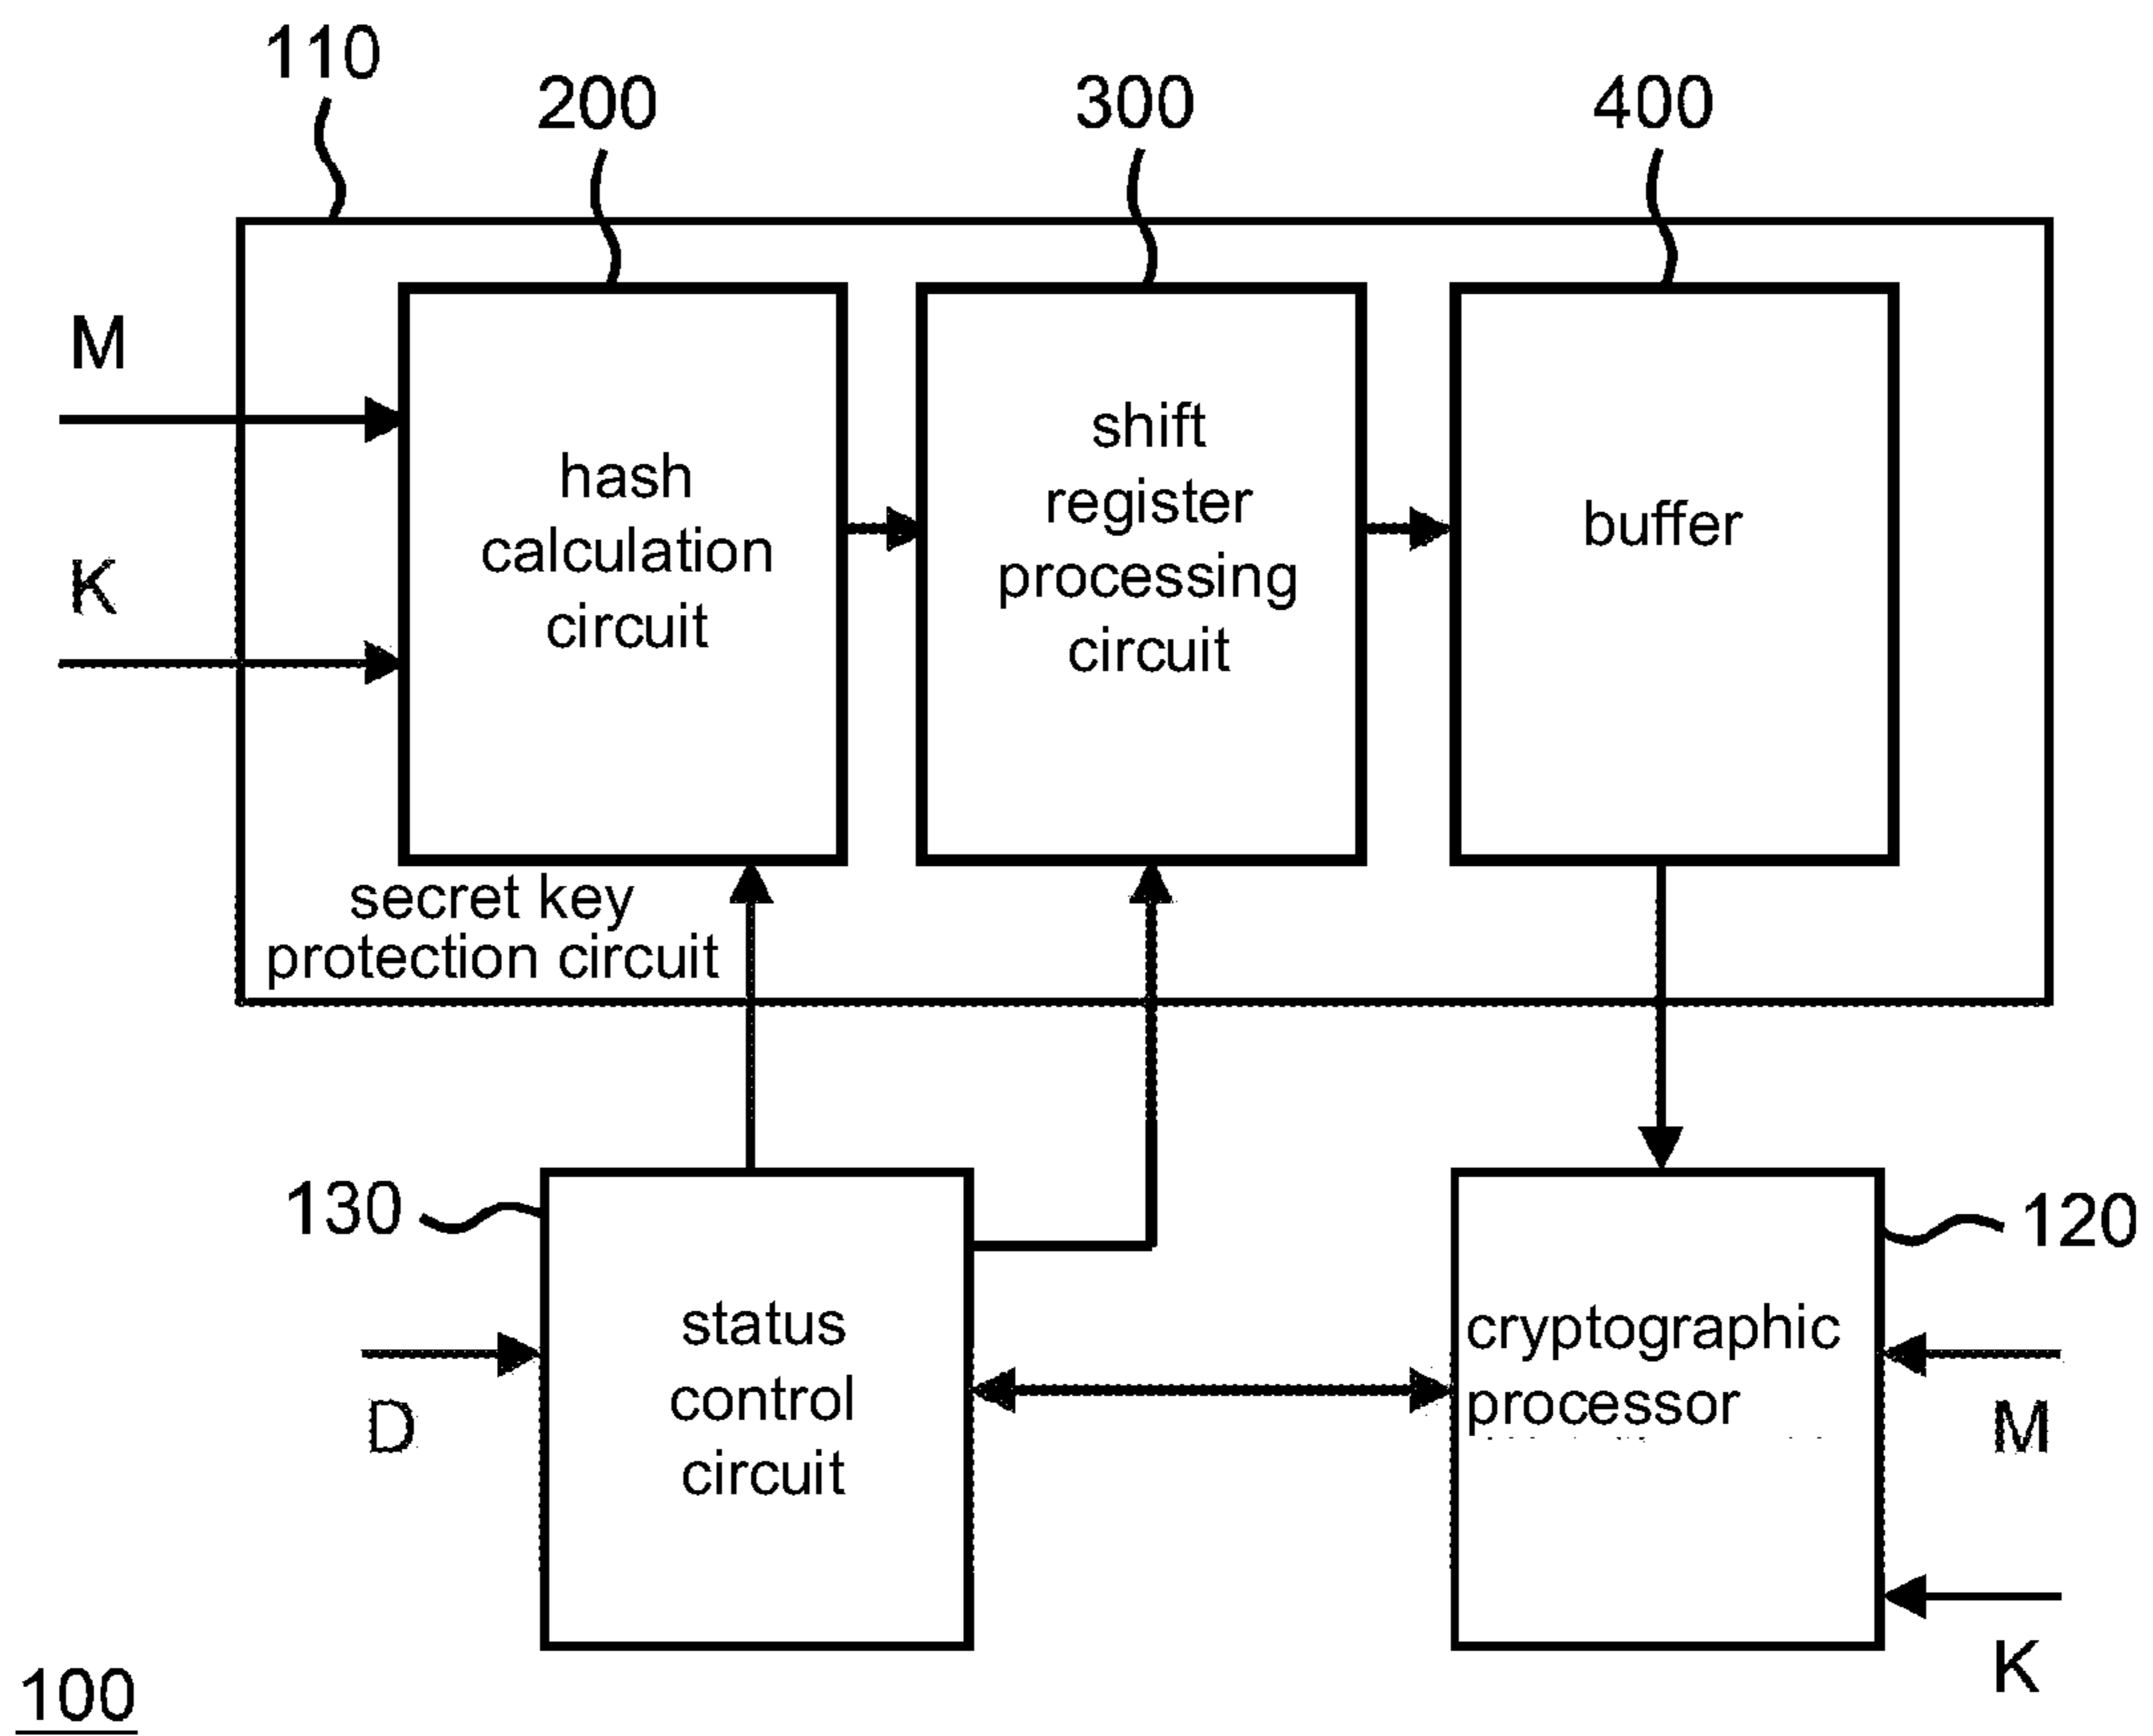 110
200
300
400
M
K
hash
calculation
circuit
shift
register
processing
circuit
buffer
secret key
protection circuit
130
120
D
status
control
circuit
cryptographic
processor
M
K
100